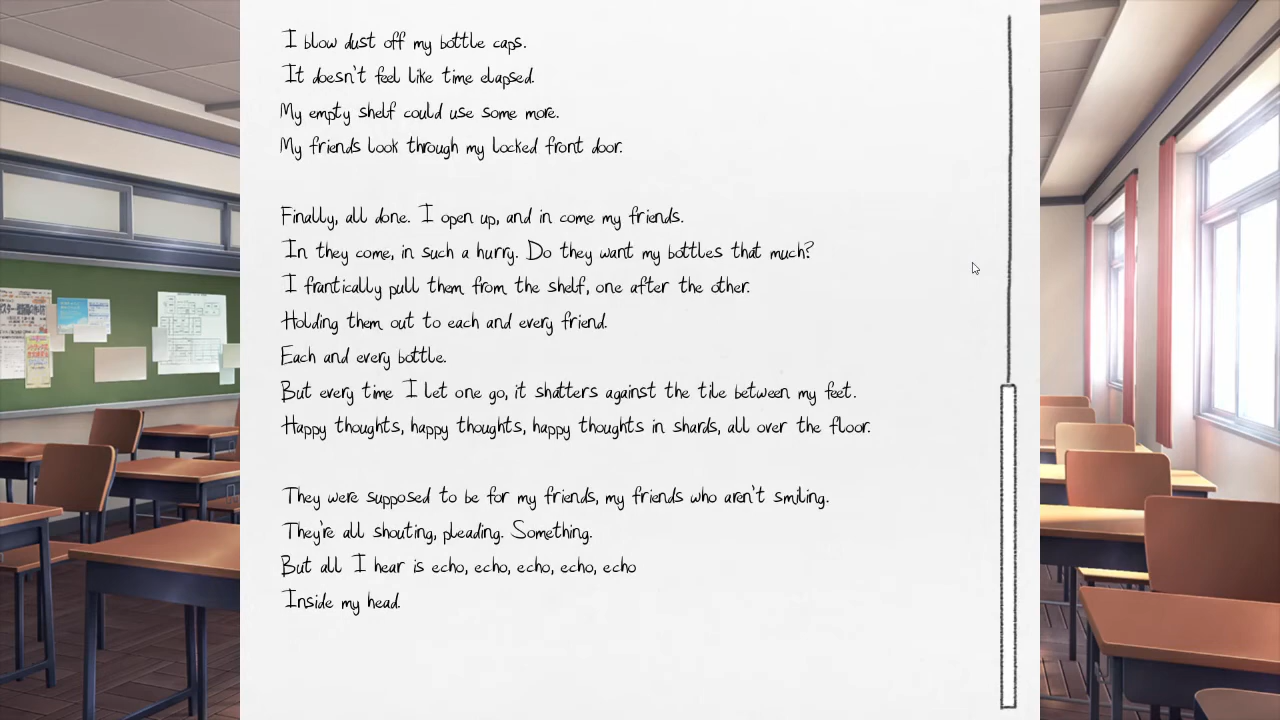 I blow dust off my bottle caps.
It doesn't feel like time elapsed.
My empty shelf could use some more.
My friends look through my locked front door.
Finally, all done. I open up, and in come my friends.
In they come, in such a hurry. Do they want my bottles that much?
I frantically pull them from the shelf, one after the other.
Holding them out to each and every friend.
Each and every bottle.
But every time I let one go, it shatters against the tile between my feet.
Happy thoughts, happy thoughts, happy thoughts in shards, all over the floor.
They were supposed to be for my friends, my friends who aren't smiling.
They're all shouting, pleading. Something.
But all I hear is echo, echo, echo, echo, echo
Inside my head.